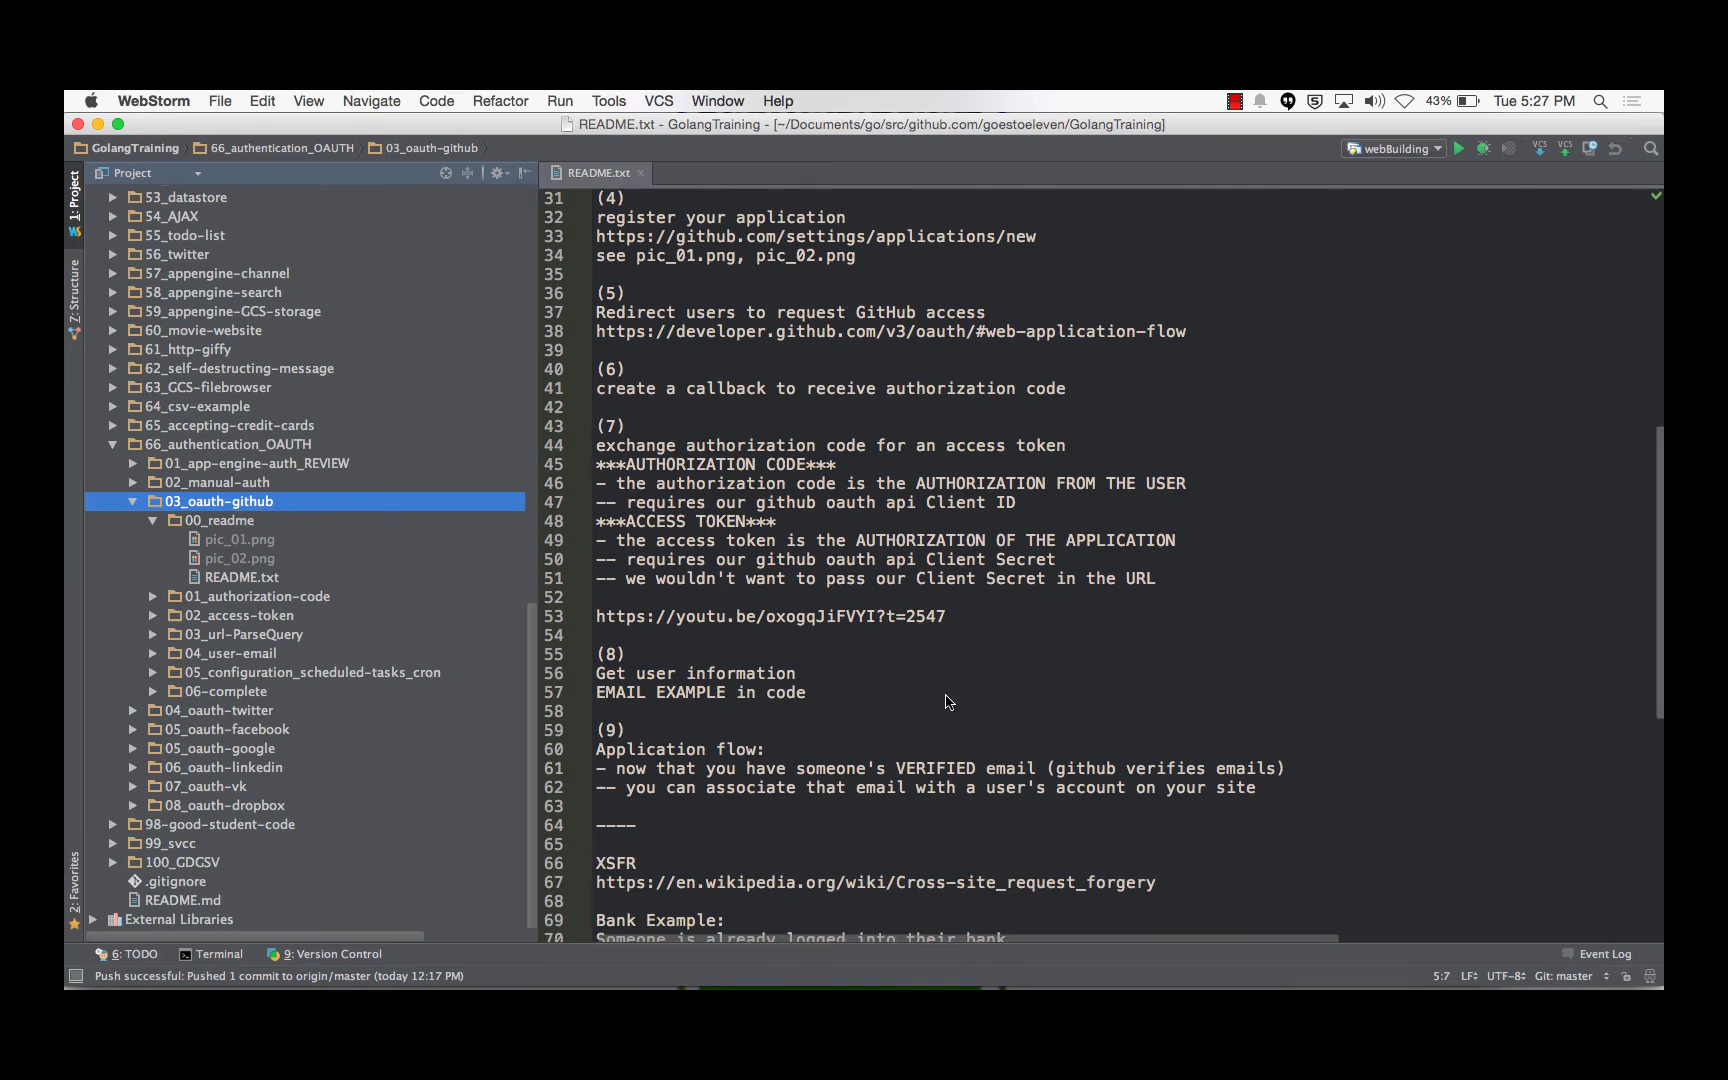 WebStorm File Edit View Navigate Code Refactor Run Tools VCS Window Help 43% Tue 5:27 PM
README.txt - GolangTraining - [~/Documents/go/src/github.com/goestoeleven/GolangTraining]
GolangTraining 66_authentication_OAUTH 03_oauth-github webBuilding VCS VCS
1: Project
Z: Structure
2: Favorites
Project
53_datastore
54_AJAX
55_todo-list
56_twitter
57_appengine-channel
58_appengine-search
59_appengine-GCS-storage
60_movie-website
61_http-giffy
62_self-destructing-message
63_GCS-filebrowser
64_csv-example
65_accepting-credit-cards
66_authentication_OAUTH
01_app-engine-auth_REVIEW
02_manual-auth
03_oauth-github
00_readme
pic_01.png
pic_02.png
README.txt
01_authorization-code
02_access-token
03_url-ParseQuery
04_user-email
05_configuration_scheduled-tasks_cron
06-complete
04_oauth-twitter
05_oauth-facebook
05_oauth-google
06_oauth-linkedin
07_oauth-vk
08_oauth-dropbox
98-good-student-code
99_svcc
100_GDGSV
.gitignore
README.md
External Libraries
README.txt
31 (4)
32 register your application
33 https://github.com/settings/applications/new
34 see pic_01.png, pic_02.png
35
36 (5)
37 Redirect users to request GitHub access
38 https://developer.github.com/v3/oauth/#web-application-flow
39
40 (6)
41 create a callback to receive authorization code
42
43 (7)
44 exchange authorization code for an access token
45 ***AUTHORIZATION CODE***
46 - the authorization code is the AUTHORIZATION FROM THE USER
47 -- requires our github oauth api Client ID
48 ***ACCESS TOKEN***
49 - the access token is the AUTHORIZATION OF THE APPLICATION
50 -- requires our github oauth api Client Secret
51 -- we wouldn't want to pass our Client Secret in the URL
52
53 https://youtu.be/oxogqJiFVYI?t=2547
54
55 (8)
56 Get user information
57 EMAIL EXAMPLE in code
58
59 (9)
60 Application flow:
61 - now that you have someone's VERIFIED email (github verifies emails)
62 -- you can associate that email with a user's account on your site
63
64 ----
65
66 XSFR
67 https://en.wikipedia.org/wiki/Cross-site_request_forgery
68
69 Bank Example:
70 Someone is already logged into their bank
6: TODO Terminal 9: Version Control Event Log
Push successful: Pushed 1 commit to origin/master (today 12:17 PM) 5:7 LF UTF-8 Git: master